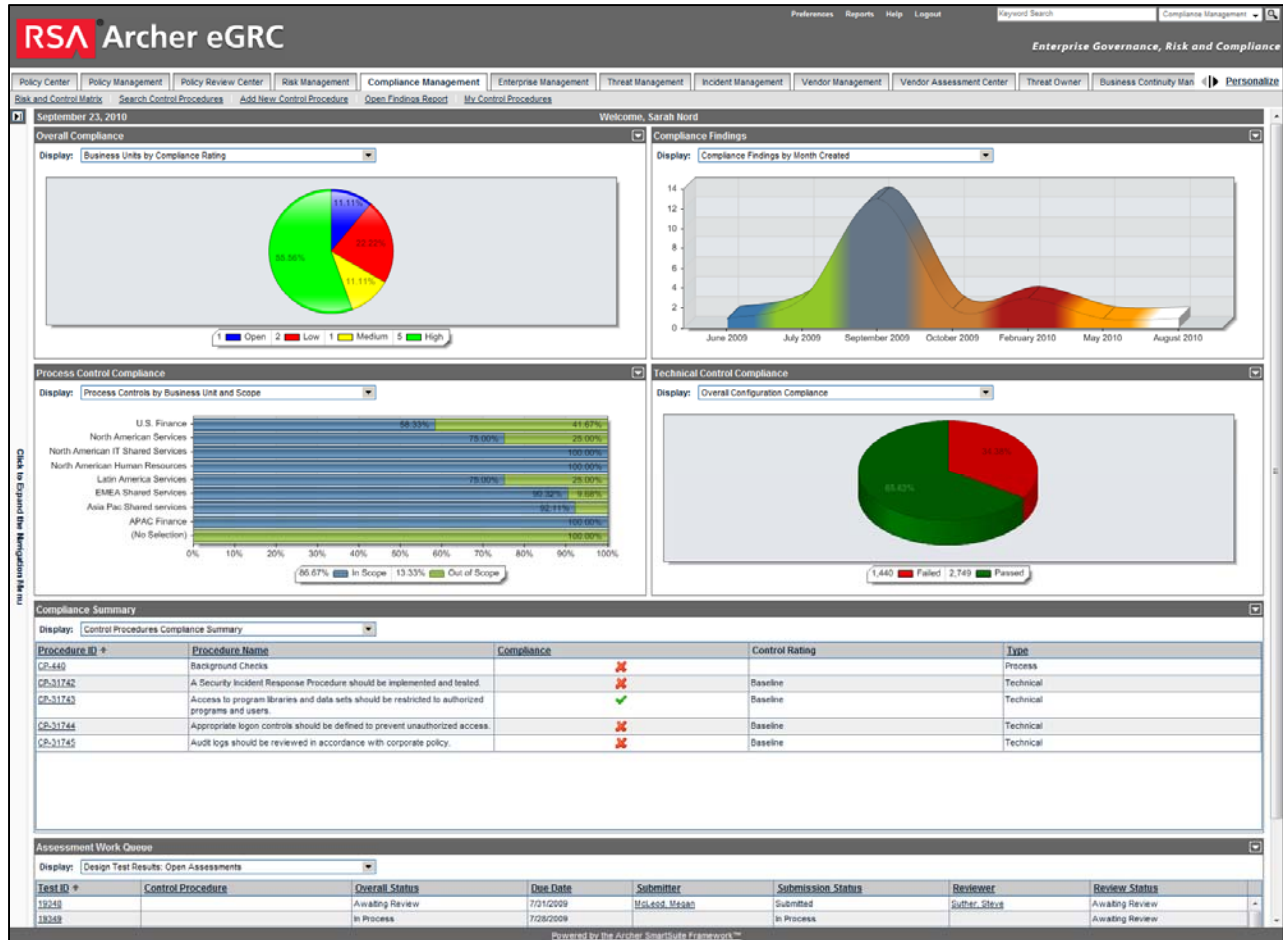 Preferences Reports Help Logout Keyword Search Compliance Management
RSA Archer eGRC
Enterprise Governance, Risk and Compliance
Policy Center Policy Management Policy Review Center Risk Management Compliance Management Enterprise Management Threat Management Incident Management Vendor Management Vendor Assessment Center Threat Owner Business Continuity Man Personalize
Risk and Control Matrix Search Control Procedures Add New Control Procedure Open Findings Report My Control Procedures
September 23, 2010 Welcome, Sarah Nord
Click to Expand the Navigation Menu
Overall Compliance
Display: Business Units by Compliance Rating
11.11%
22.22%
11.11%
55.56%
1 Open 2 Low 1 Medium 5 High
Compliance Findings
Display: Compliance Findings by Month Created
14
12
10
8
6
4
2
0
June 2009 July 2009 September 2009 October 2009 February 2010 May 2010 August 2010
Process Control Compliance
Display: Process Controls by Business Unit and Scope
U.S. Finance 58.33% 41.67%
North American Services 75.00% 25.00%
North American IT Shared Services 100.00%
North American Human Resources 100.00%
Latin America Services 75.00% 25.00%
EMEA Shared Services 90.32% 9.68%
Asia Pac Shared services 92.11%
APAC Finance 100.00%
(No Selection) 100.00%
0% 10% 20% 30% 40% 50% 60% 70% 80% 90% 100%
86.67% In Scope 13.33% Out of Scope
Technical Control Compliance
Display: Overall Configuration Compliance
34.38%
65.63%
1,440 Failed 2,749 Passed
Compliance Summary
Display: Control Procedures Compliance Summary
Procedure ID Procedure Name Compliance Control Rating Type
CP-440 Background Checks Process
CP-31742 A Security Incident Response Procedure should be implemented and tested. Baseline Technical
CP-31743 Access to program libraries and data sets should be restricted to authorized Baseline Technical
programs and users.
CP-31744 Appropriate logon controls should be defined to prevent unauthorized access. Baseline Technical
CP-31745 Audit logs should be reviewed in accordance with corporate policy. Baseline Technical
Assessment Work Queue
Display: Design Test Results: Open Assessments
Test ID Control Procedure Overall Status Due Date Submitter Submission Status Reviewer Review Status
19348 Awaiting Review 7/31/2009 McLeod, Megan Submitted Suther, Steve Awaiting Review
19349 In Process 7/28/2009 In Process Awaiting Review
Powered by the Archer SmartSuite Framework™